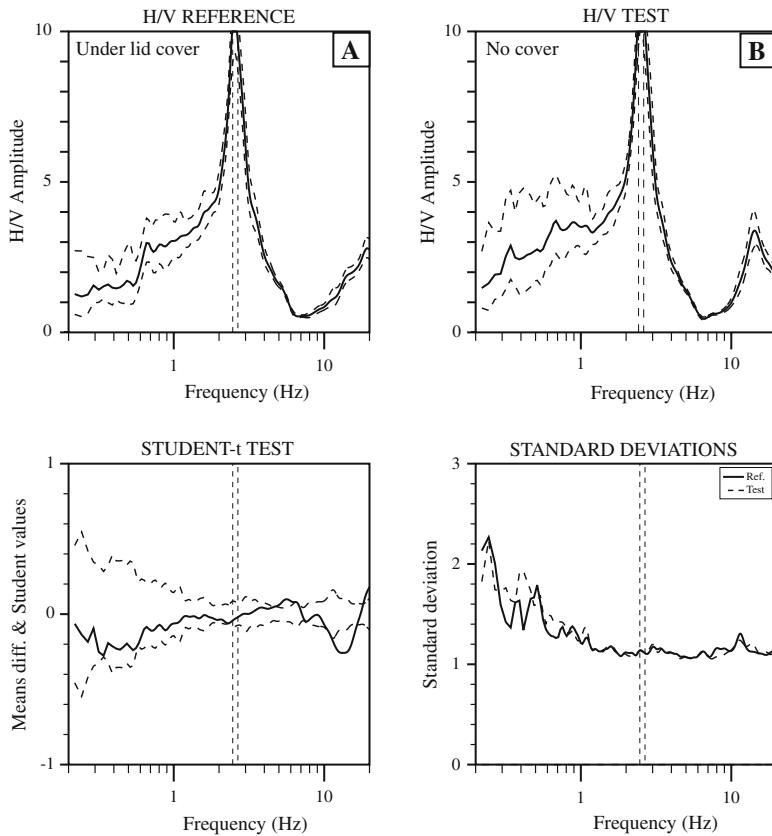 H/V REFERENCE
Under lid cover
A
H/V Amplitude
10
5
0
1
10
Frequency (Hz)
H/V TEST
No cover
B
H/V Amplitude
10
5
0
1
10
Frequency (Hz)
STUDENT-t TEST
Means diff. & Student values
1
0
-1
1
10
Frequency (Hz)
STANDARD DEVIATIONS
Ref.
Test
Standard deviation
3
2
1
0
1
10
Frequency (Hz)